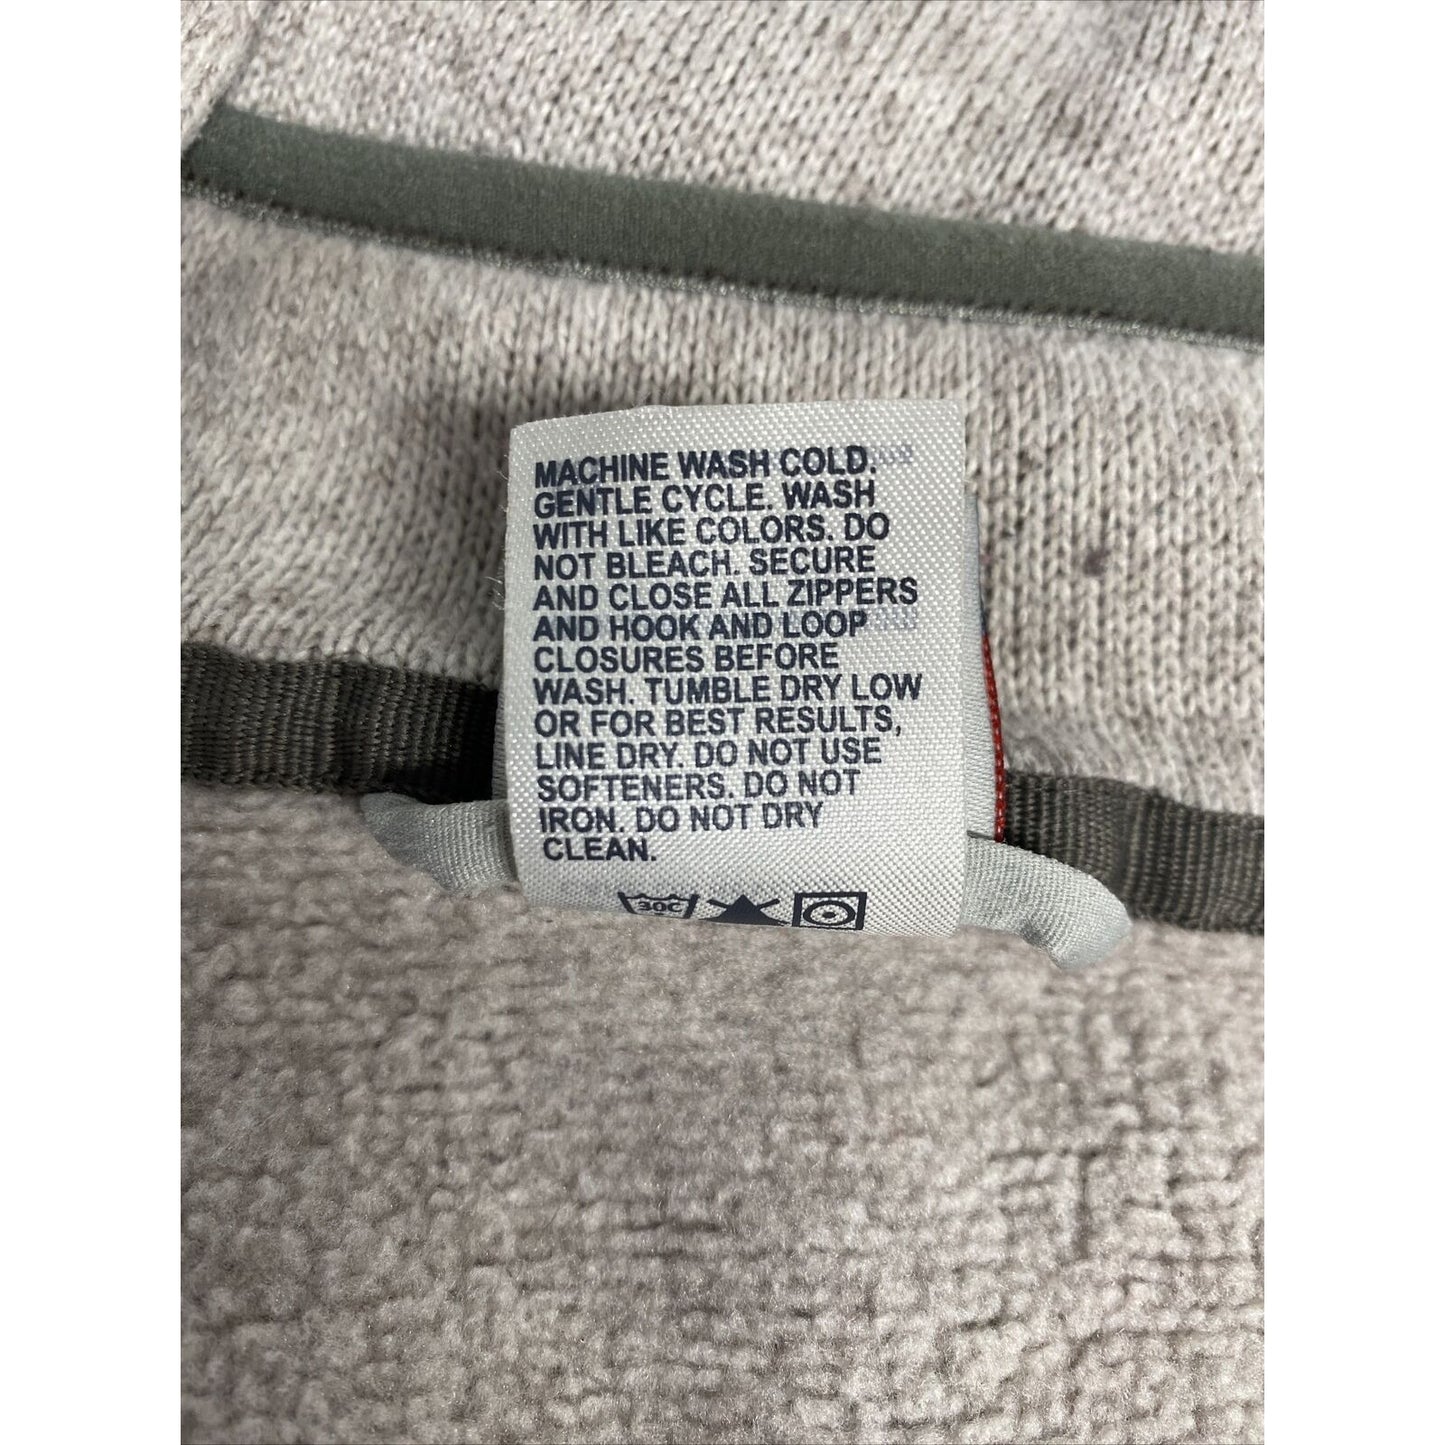 MACHINE WASH COLD.
GENTLE CYCLE. WASH
WITH LIKE COLORS. DO
NOT BLEACH. SECURE
AND CLOSE ALL ZIPPERS
AND HOOK AND LOOP
CLOSURES BEFORE
WASH. TUMBLE DRY LOW
OR FOR BEST RESULTS,
LINE DRY. DO NOT USE
SOFTENERS. DO NOT
IRON. DO NOT DRY
CLEAN.
30C